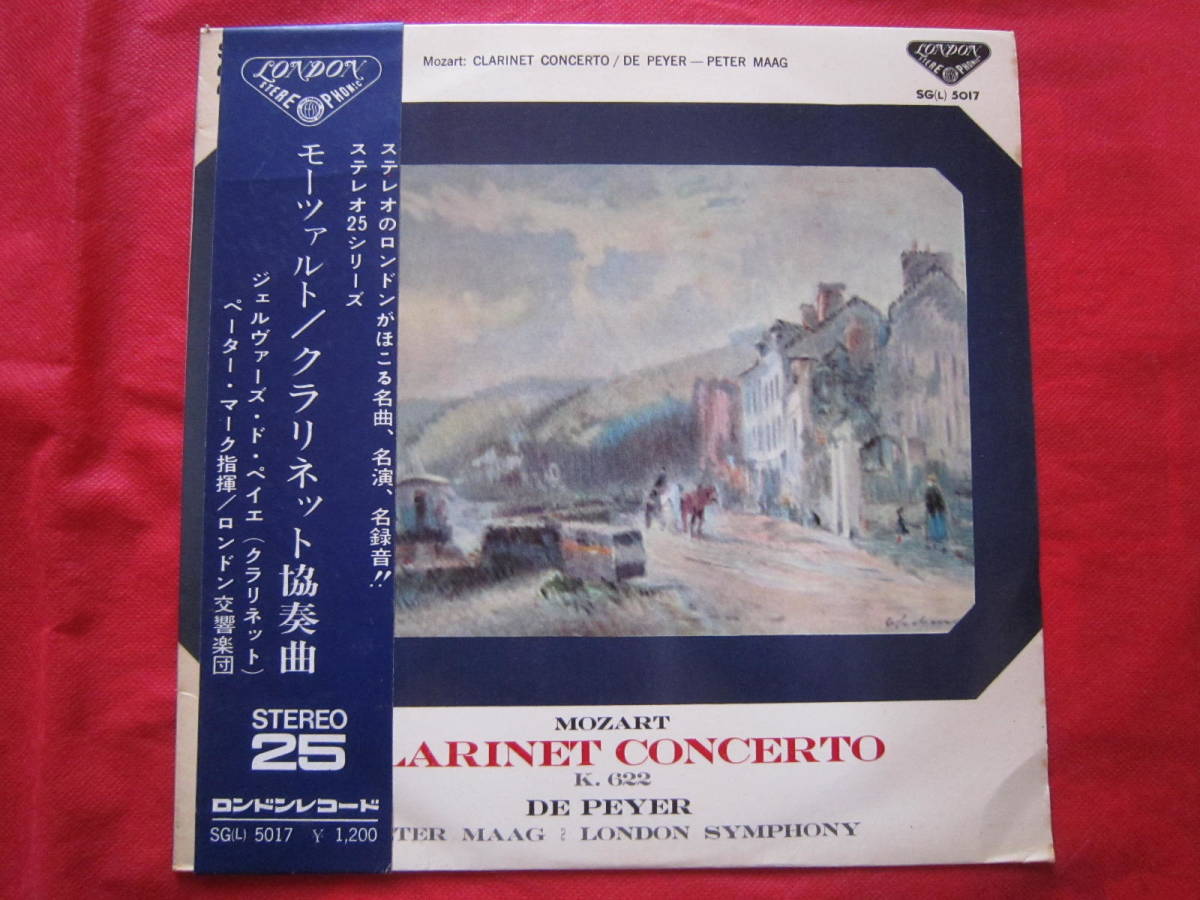 Mozart: CLARINET CONCERTO / DE PEYER — PETER MAAG
LONDON
STEREOPHONIC
SG(L) 5017
LONDON
STEREOPHONIC
ステレオのロンドンがほこる名曲、名演、名録音!!
ステレオ25シリーズ
モーツァルト/クラリネット協奏曲
ジェルヴァーズ・ド・ペイエ(クラリネット)
ペーター・マーク指揮/ロンドン交響楽団
STEREO
25
ロンドンレコード
SG(L) 5017 ¥ 1,200
MOZART
LARINET CONCERTO
K. 622
DE PEYER
TER MAAG : LONDON SYMPHONY